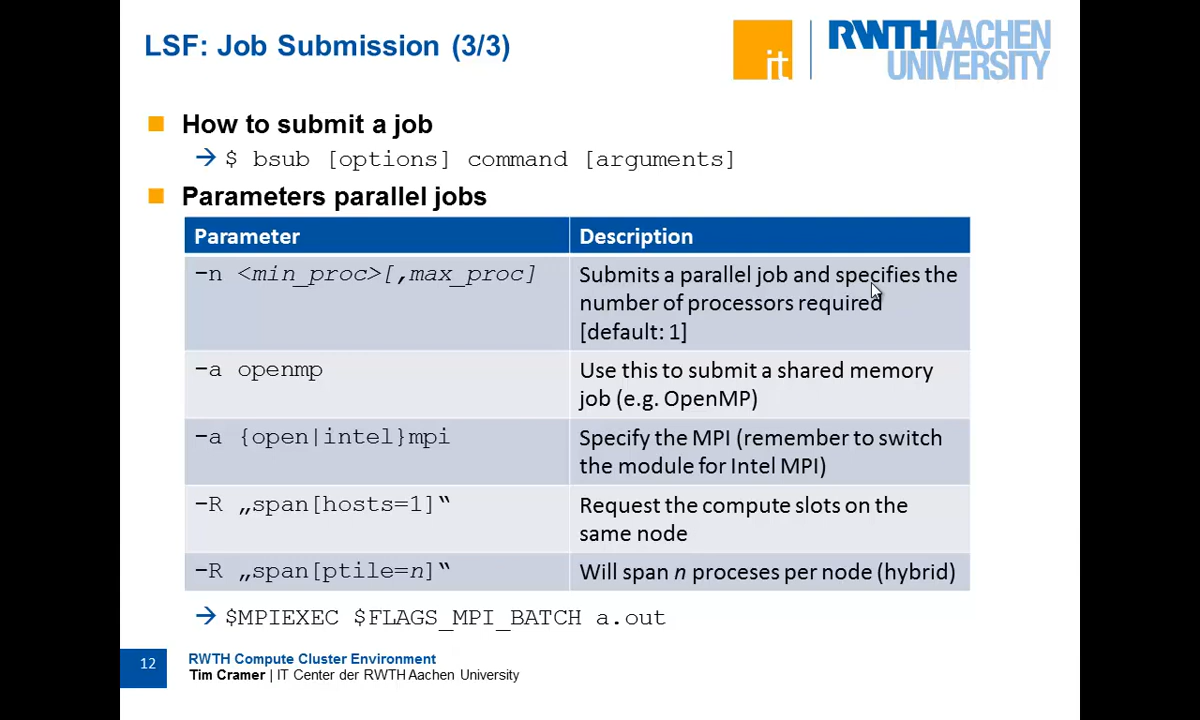 LSF: Job Submission (3/3)
it
RWTHAACHEN
UNIVERSITY
How to submit a job
→ $ bsub [options] command [arguments]
Parameters parallel jobs
Parameter Description
-n <min_proc>[,max_proc] Submits a parallel job and specifies the
number of processors required
[default: 1]
-a openmp Use this to submit a shared memory
job (e.g. OpenMP)
-a {open|intel}mpi Specify the MPI (remember to switch
the module for Intel MPI)
-R „span[hosts=1]“ Request the compute slots on the
same node
-R „span[ptile=n]“ Will span n proceses per node (hybrid)
→ $MPIEXEC $FLAGS_MPI_BATCH a.out
12 RWTH Compute Cluster Environment
Tim Cramer | IT Center der RWTH Aachen University